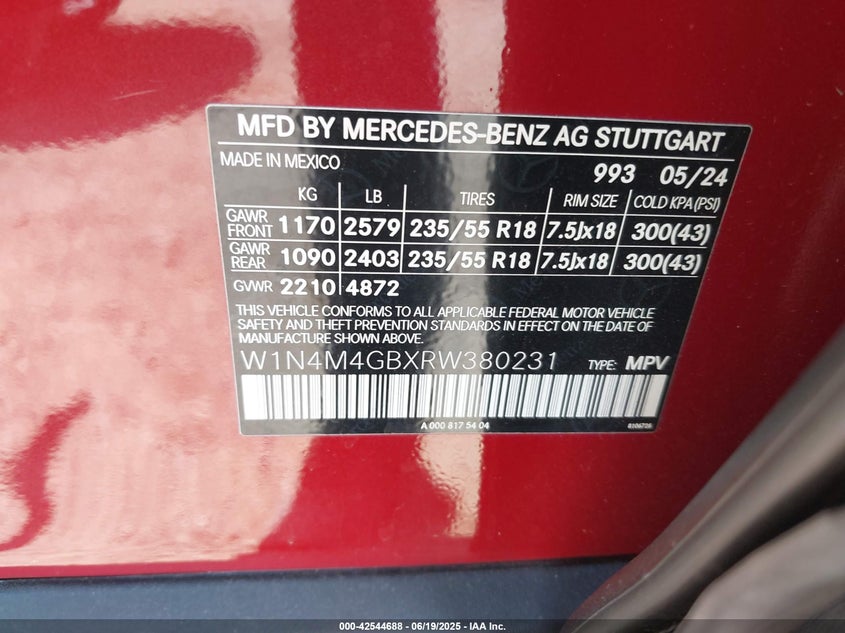 MFD BY MERCEDES-BENZ AG STUTTGART
MADE IN MEXICO 993 05/24
KG LB TIRES RIM SIZE COLD KPA (PSI)
GAWR FRONT 1170 2579 235/55 R18 7.5Jx18 300(43)
GAWR REAR 1090 2403 235/55 R18 7.5Jx18 300(43)
GVWR 2210 4872
THIS VEHICLE CONFORMS TO ALL APPLICABLE FEDERAL MOTOR VEHICLE
SAFETY AND THEFT PREVENTION STANDARDS IN EFFECT ON THE DATE OF
MANUFACTURE SHOWN ABOVE.
W1N4M4GBXRW380231 TYPE: MPV
A 000 817 54 04
000-42544688 - 06/19/2025 - IAA Inc.